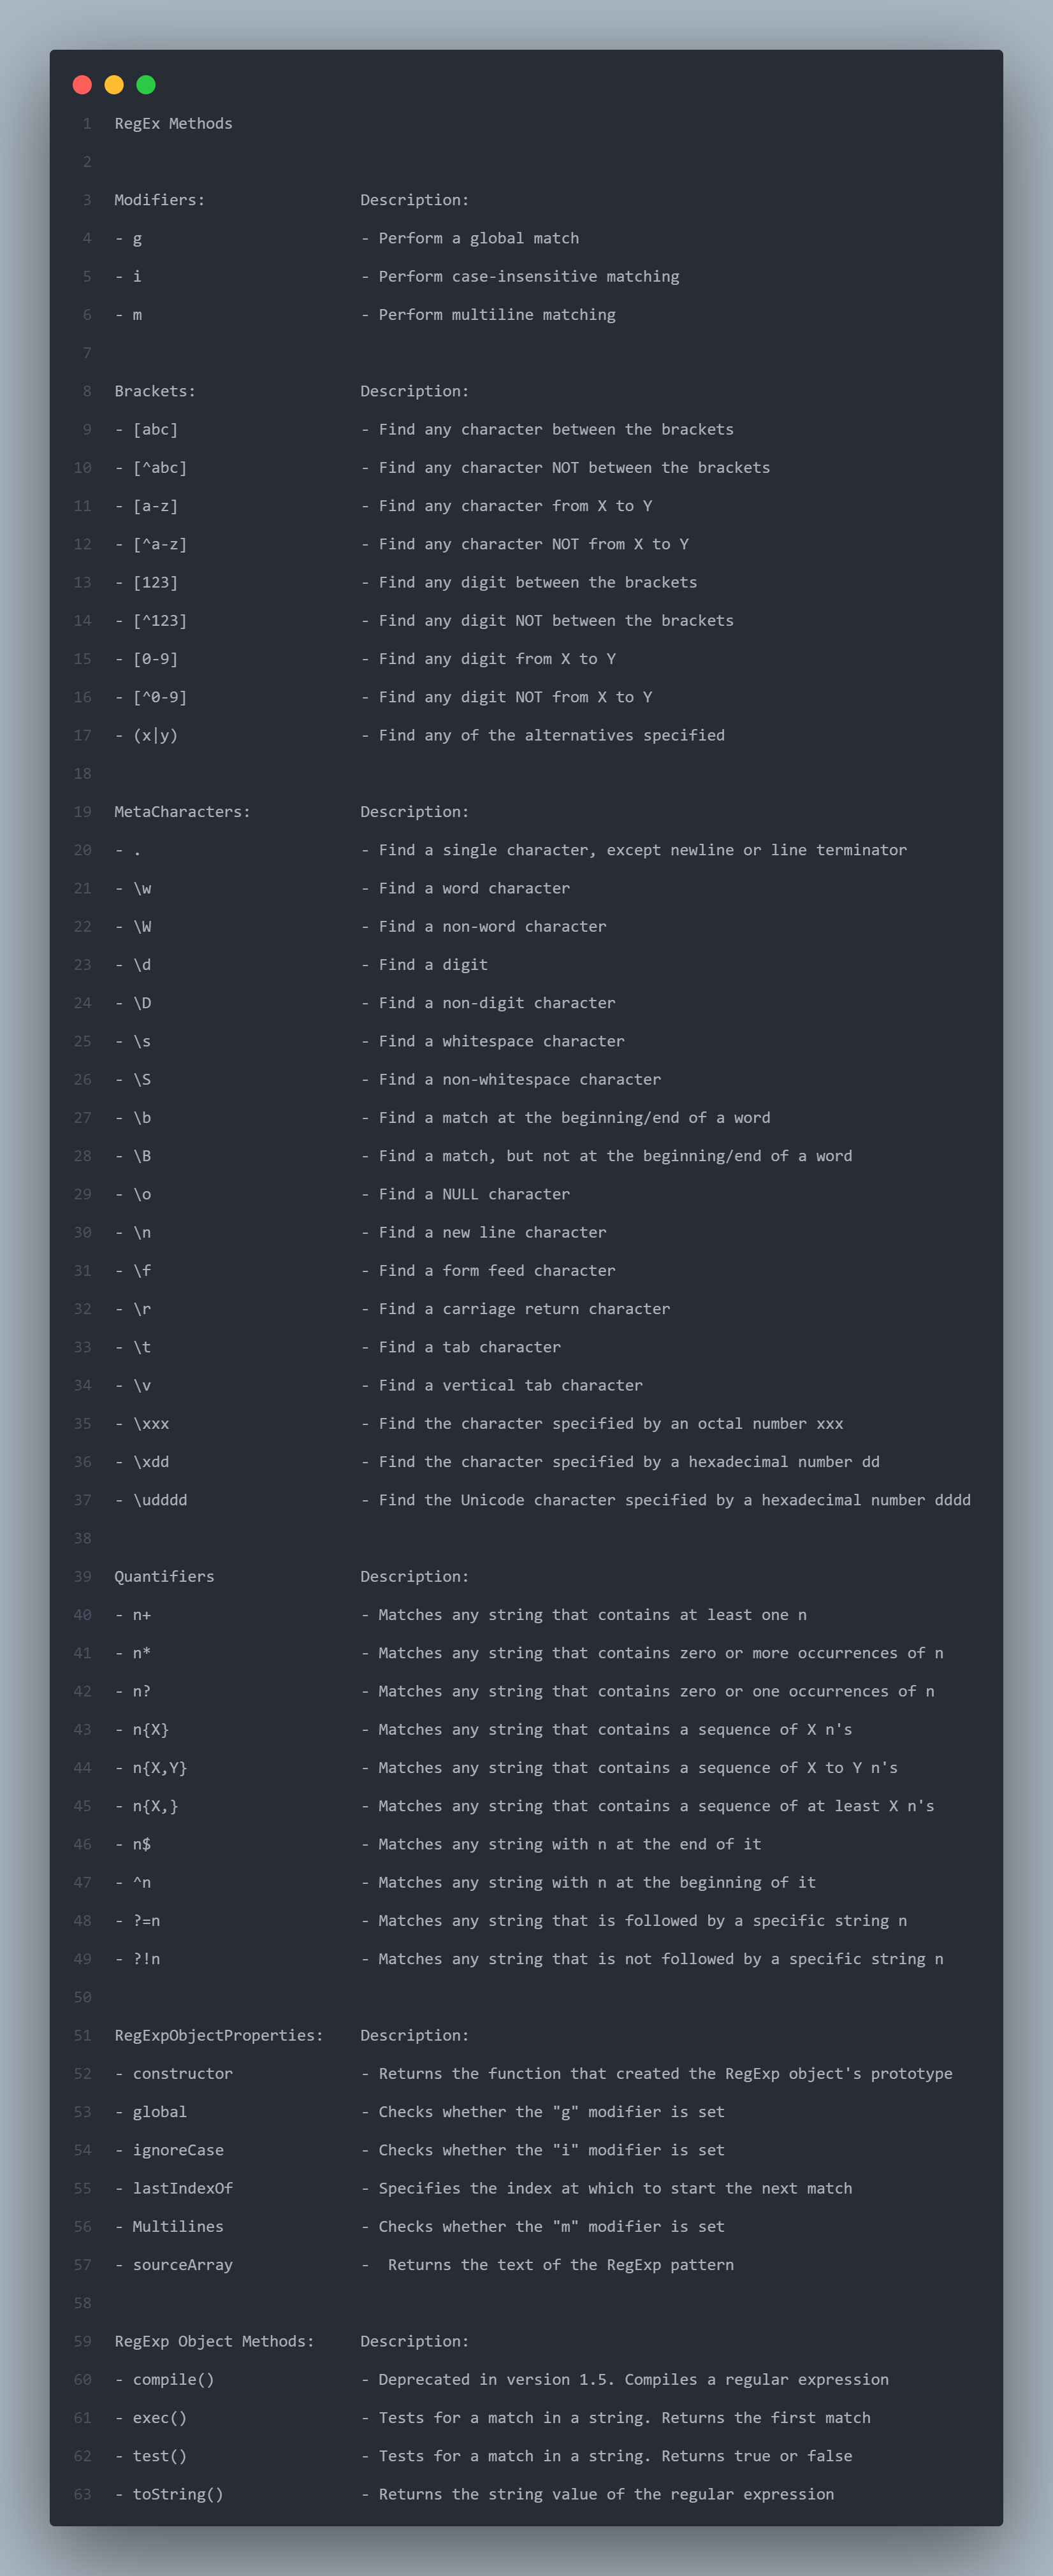 1 RegEx Methods
2
3 Modifiers: Description:
4 - g - Perform a global match
5 - i - Perform case-insensitive matching
6 - m - Perform multiline matching
7
8 Brackets: Description:
9 - [abc] - Find any character between the brackets
10 - [^abc] - Find any character NOT between the brackets
11 - [a-z] - Find any character from X to Y
12 - [^a-z] - Find any character NOT from X to Y
13 - [123] - Find any digit between the brackets
14 - [^123] - Find any digit NOT between the brackets
15 - [0-9] - Find any digit from X to Y
16 - [^0-9] - Find any digit NOT from X to Y
17 - (x|y) - Find any of the alternatives specified
18
19 MetaCharacters: Description:
20 - . - Find a single character, except newline or line terminator
21 - \w - Find a word character
22 - \W - Find a non-word character
23 - \d - Find a digit
24 - \D - Find a non-digit character
25 - \s - Find a whitespace character
26 - \S - Find a non-whitespace character
27 - \b - Find a match at the beginning/end of a word
28 - \B - Find a match, but not at the beginning/end of a word
29 - \o - Find a NULL character
30 - \n - Find a new line character
31 - \f - Find a form feed character
32 - \r - Find a carriage return character
33 - \t - Find a tab character
34 - \v - Find a vertical tab character
35 - \xxx - Find the character specified by an octal number xxx
36 - \xdd - Find the character specified by a hexadecimal number dd
37 - \udddd - Find the Unicode character specified by a hexadecimal number dddd
38
39 Quantifiers Description:
40 - n+ - Matches any string that contains at least one n
41 - n* - Matches any string that contains zero or more occurrences of n
42 - n? - Matches any string that contains zero or one occurrences of n
43 - n{X} - Matches any string that contains a sequence of X n's
44 - n{X,Y} - Matches any string that contains a sequence of X to Y n's
45 - n{X,} - Matches any string that contains a sequence of at least X n's
46 - n$ - Matches any string with n at the end of it
47 - ^n - Matches any string with n at the beginning of it
48 - ?=n - Matches any string that is followed by a specific string n
49 - ?!n - Matches any string that is not followed by a specific string n
50
51 RegExpObjectProperties: Description:
52 - constructor - Returns the function that created the RegExp object's prototype
53 - global - Checks whether the "g" modifier is set
54 - ignoreCase - Checks whether the "i" modifier is set
55 - lastIndexOf - Specifies the index at which to start the next match
56 - Multilines - Checks whether the "m" modifier is set
57 - sourceArray - Returns the text of the RegExp pattern
58
59 RegExp Object Methods: Description:
60 - compile() - Deprecated in version 1.5. Compiles a regular expression
61 - exec() - Tests for a match in a string. Returns the first match
62 - test() - Tests for a match in a string. Returns true or false
63 - toString() - Returns the string value of the regular expression